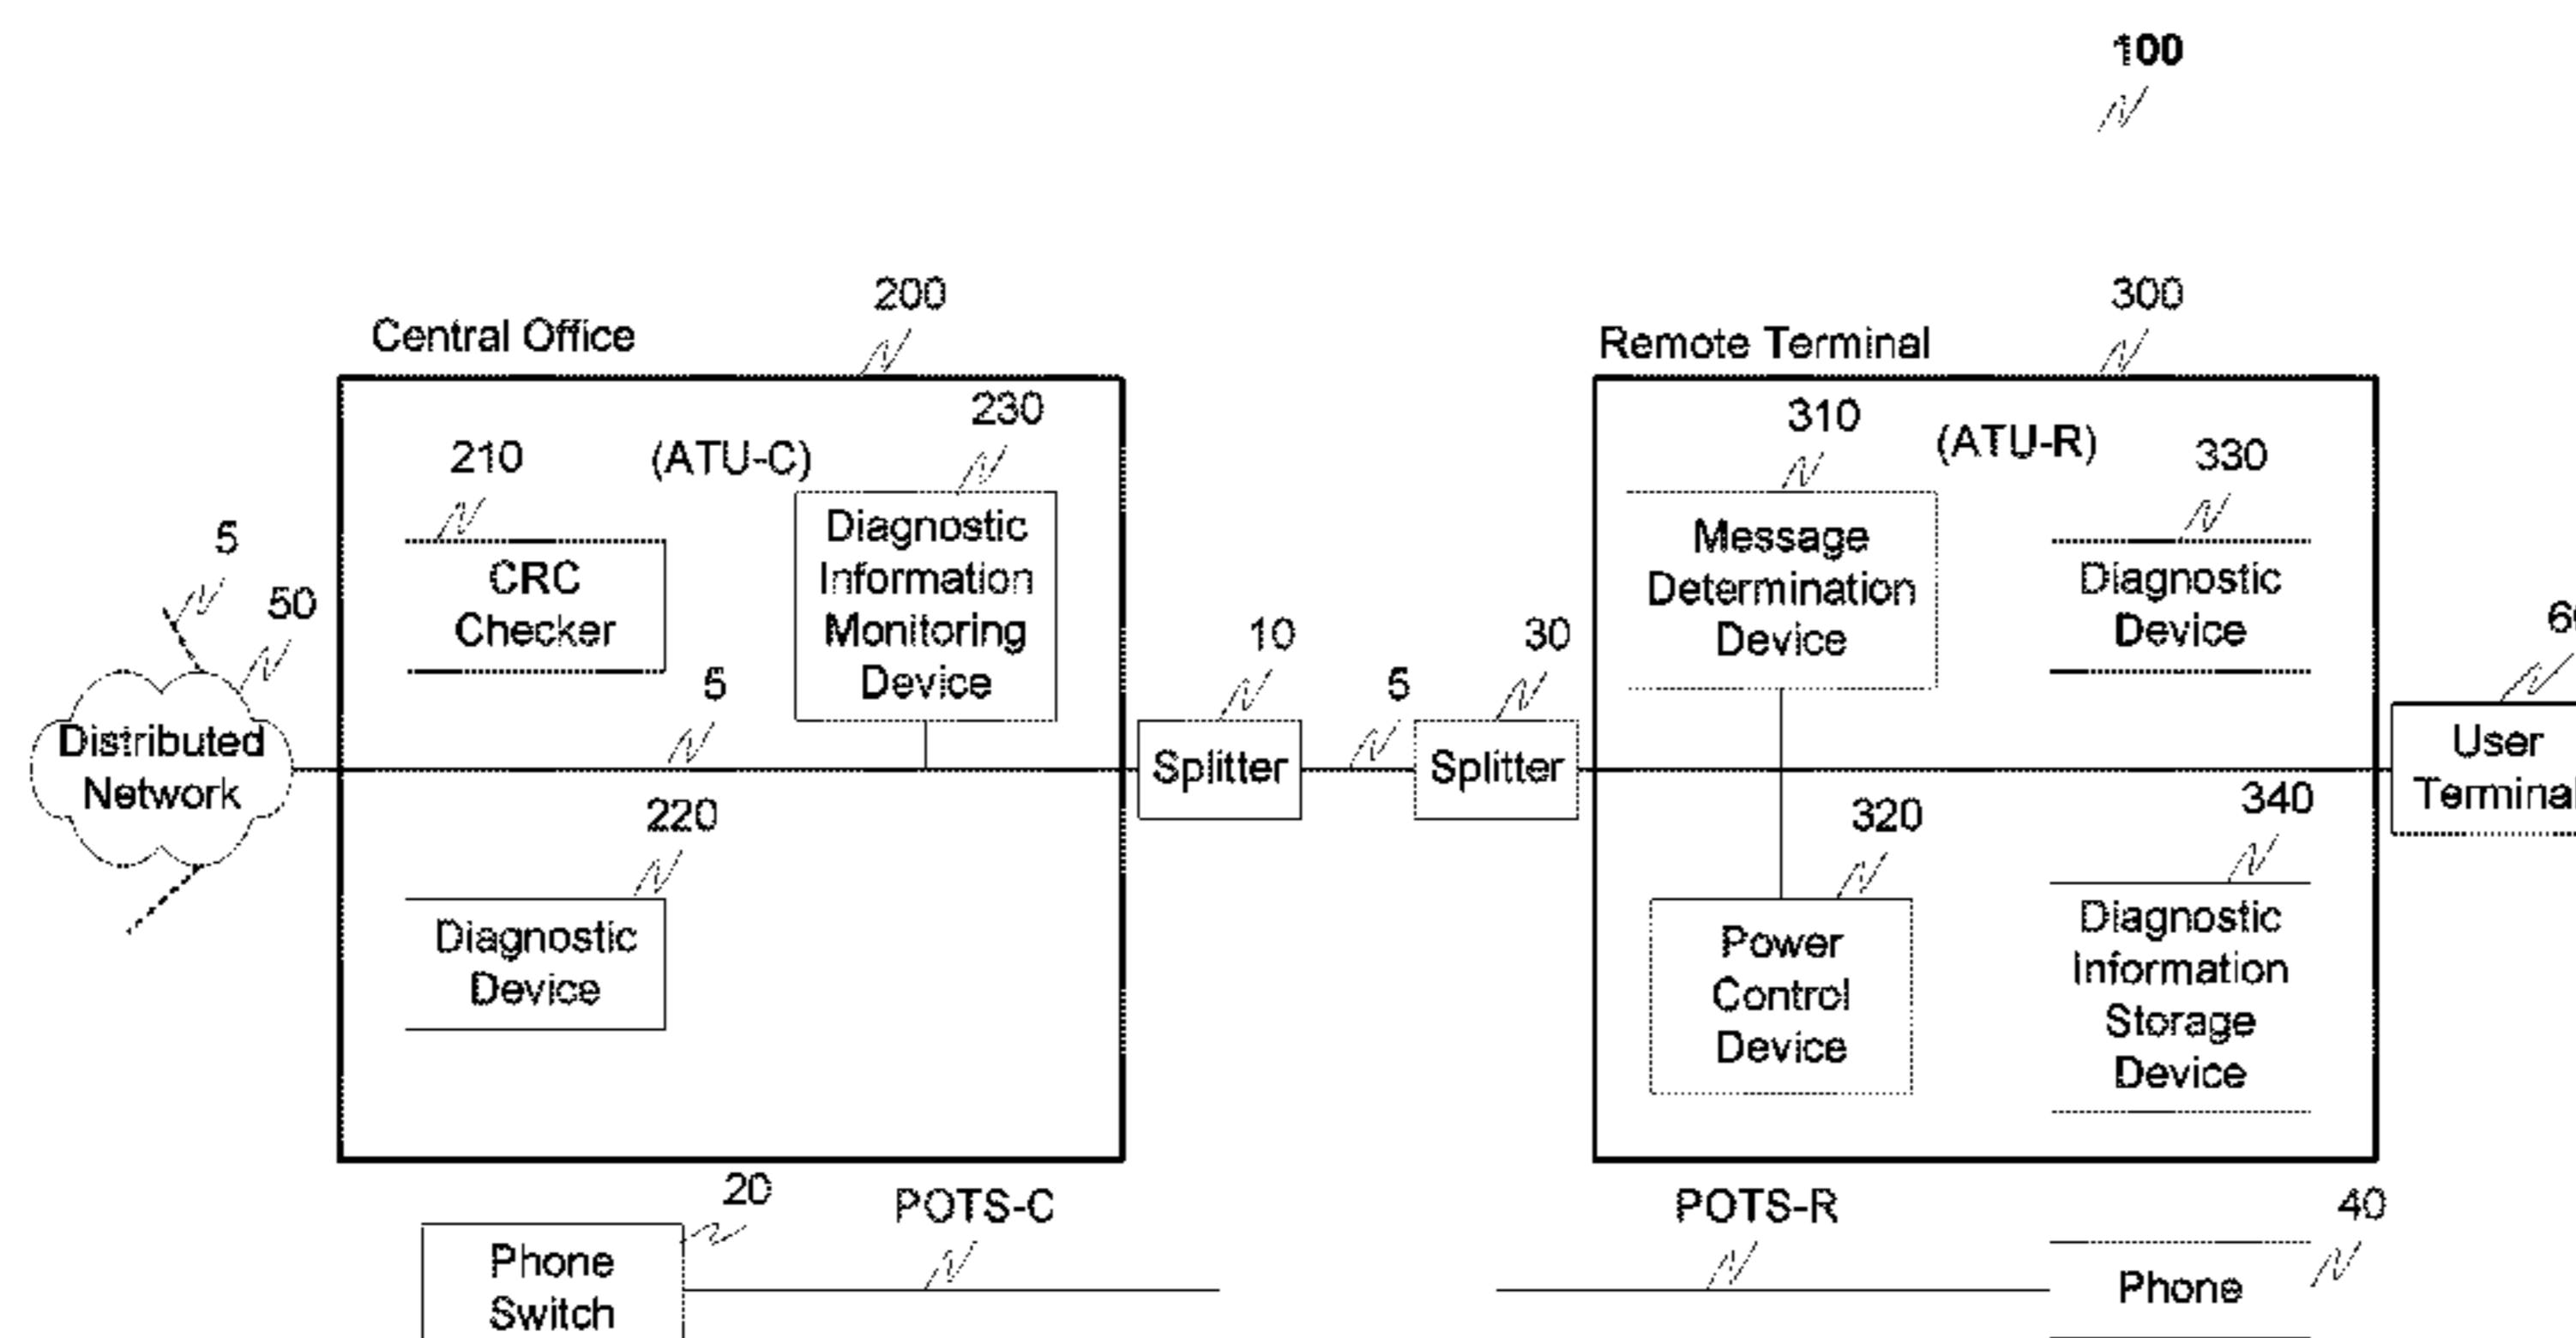 100
200
300
Central Office
Remote Terminal
230
310
210
(ATU-C)
(ATU-R)
330
Diagnostic
Information
Monitoring
Device
Message
Determination
Device
CRC
Checker
Diagnostic
Device
5
50
10
30
5
5
Distributed
Network
Splitter
Splitter
User
Terminal
220
320
340
Diagnostic
Device
Power
Control
Device
Diagnostic
Information
Storage
Device
20
POTS-C
POTS-R
40
Phone
Switch
Phone